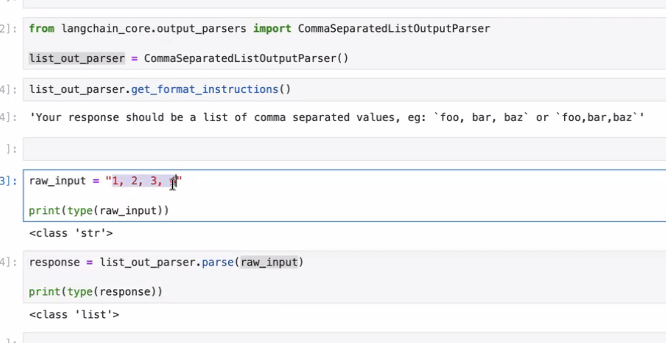 2]: from langchain_core.output_parsers import CommaSeparatedListOutputParser
list_out_parser = CommaSeparatedListOutputParser()
4]: list_out_parser.get_format_instructions()
4]: 'Your response should be a list of comma separated values, eg: `foo, bar, baz` or `foo,bar,baz`'
]:
3]: raw_input = "1, 2, 3, "
print(type(raw_input))
<class 'str'>
4]: response = list_out_parser.parse(raw_input)
print(type(response))
<class 'list'>